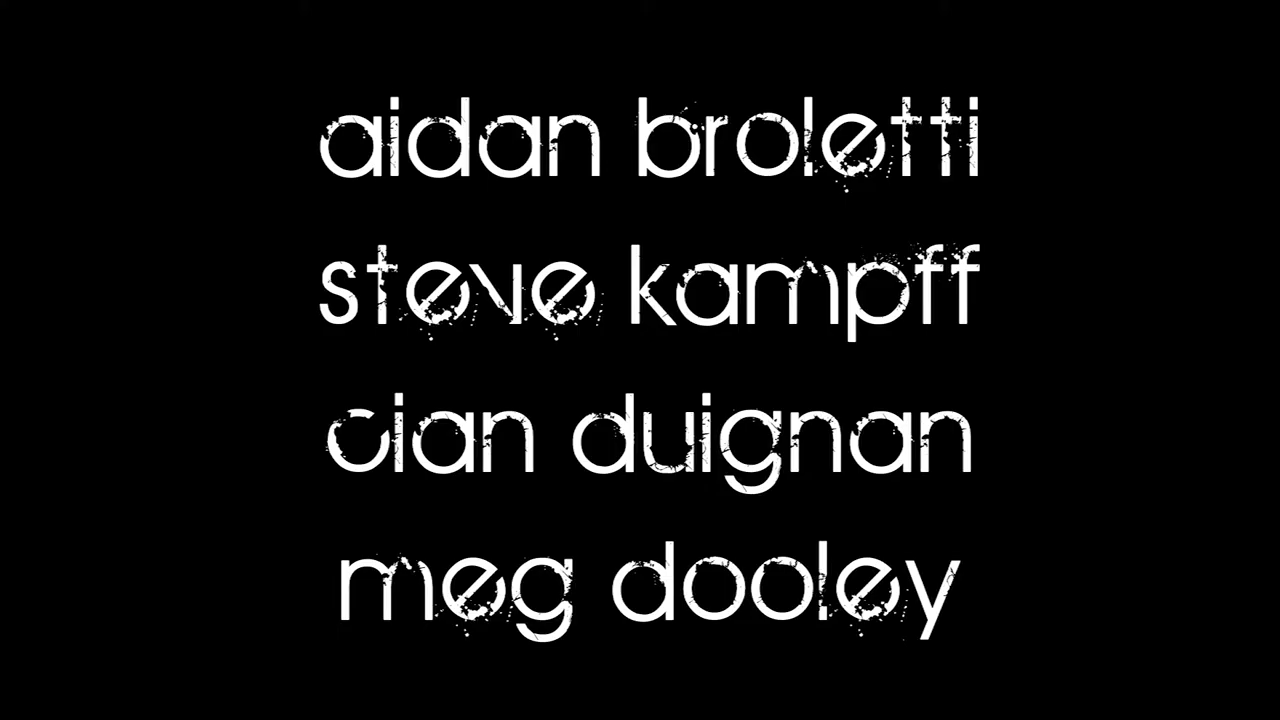 aidan broletti
steve kampff
cian duignan
meg dooley